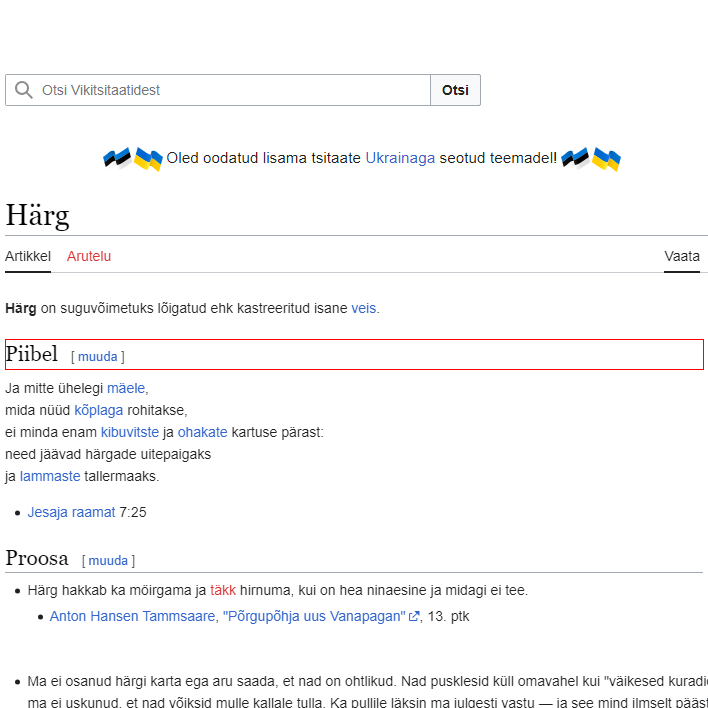 Otsi Vikitsitaatidest Otsi
Oled oodatud lisama tsitaate Ukrainaga seotud teemadel!
Härg
Artikkel Arutelu Vaata
Härg on suguvõimetuks lõigatud ehk kastreeritud isane veis.
Piibel [ muuda ]
Ja mitte ühelegi mäele,
mida nüüd kõplaga rohitakse,
ei minda enam kibuvitste ja ohakate kartuse pärast:
need jäävad härgade uitepaigaks
ja lammaste tallermaaks.
Jesaja raamat 7:25
Proosa [ muuda ]
Härg hakkab ka möirgama ja täkk hirnuma, kui on hea ninaesine ja midagi ei tee.
Anton Hansen Tammsaare, "Põrgupõhja uus Vanapagan", 13. ptk
Ma ei osanud härgi karta ega aru saada, et nad on ohtlikud. Nad pusklesid küll omavahel kui "väikesed kuradi
ma ei uskunud, et nad võiksid mulle kallale tulla. Ka pullile läksin ma julgesti vastu — ja see mind ilmselt pääst